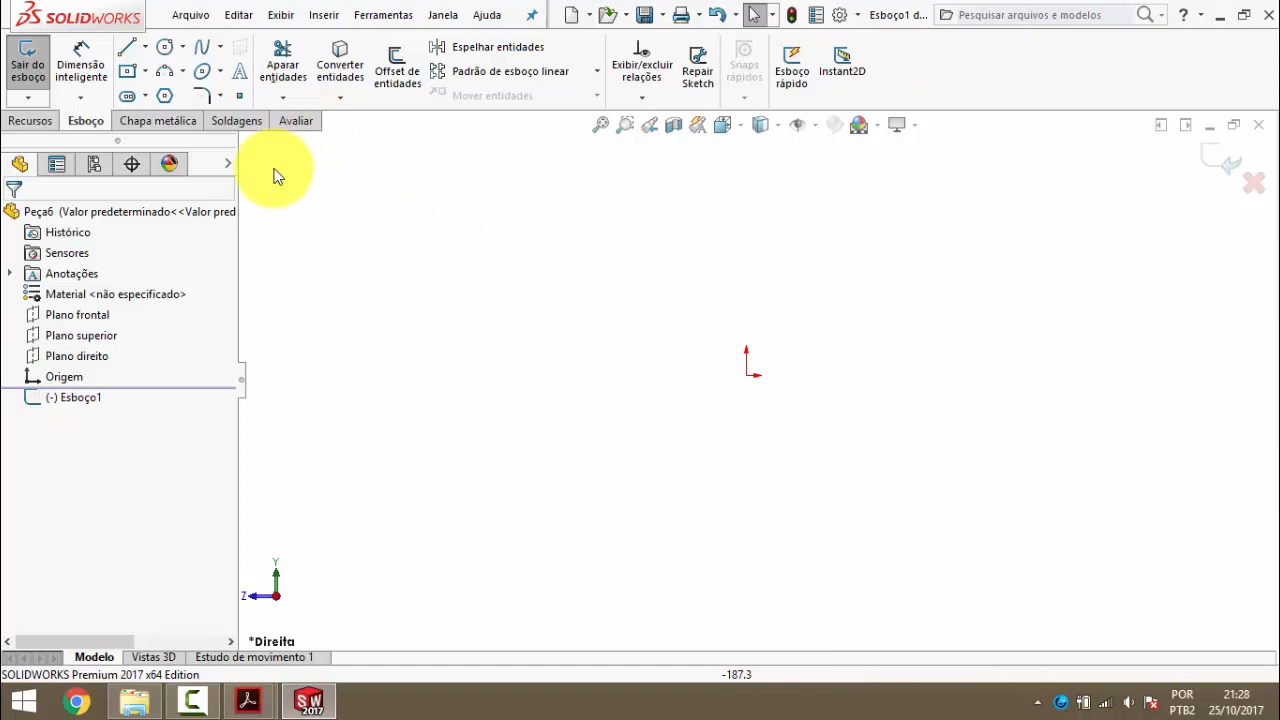 SOLIDWORKS
Arquivo Editar Exibir Inserir Ferramentas Janela Ajuda
Esboço1 d...
Pesquisar arquivos e modelos
?
Sair do esboço
Dimensão inteligente
Aparar entidades
Converter entidades
Offset de entidades
Espelhar entidades
Padrão de esboço linear
Mover entidades
Exibir/excluir relações
Repair Sketch
Snaps rápidos
Esboço rápido
Instant2D
Recursos Esboço Chapa metálica Soldagens Avaliar
Peça6 (Valor predeterminado<<Valor pred
Histórico
Sensores
Anotações
Material <não especificado>
Plano frontal
Plano superior
Plano direito
Origem
(-) Esboço1
Y
Z
*Direita
Modelo Vistas 3D Estudo de movimento 1
SOLIDWORKS Premium 2017 x64 Edition
-187.3
SW
2017
POR
PTB2
21:28
25/10/2017